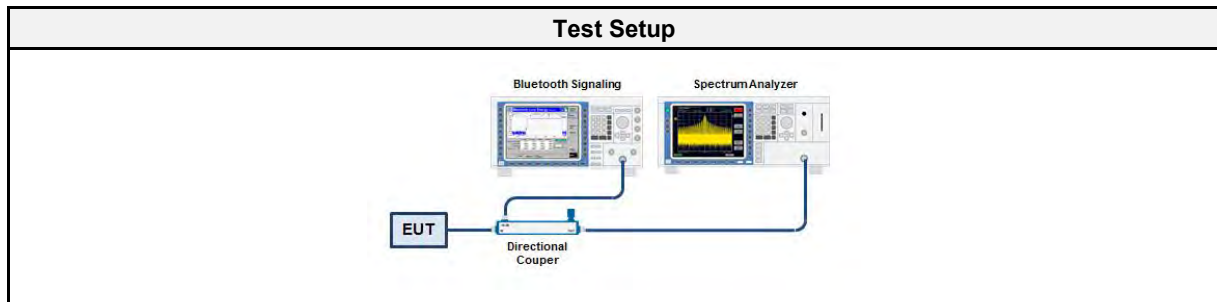 Test Setup
Bluetooth Signaling
Spectrum Analyzer
EUT
Directional
Couper